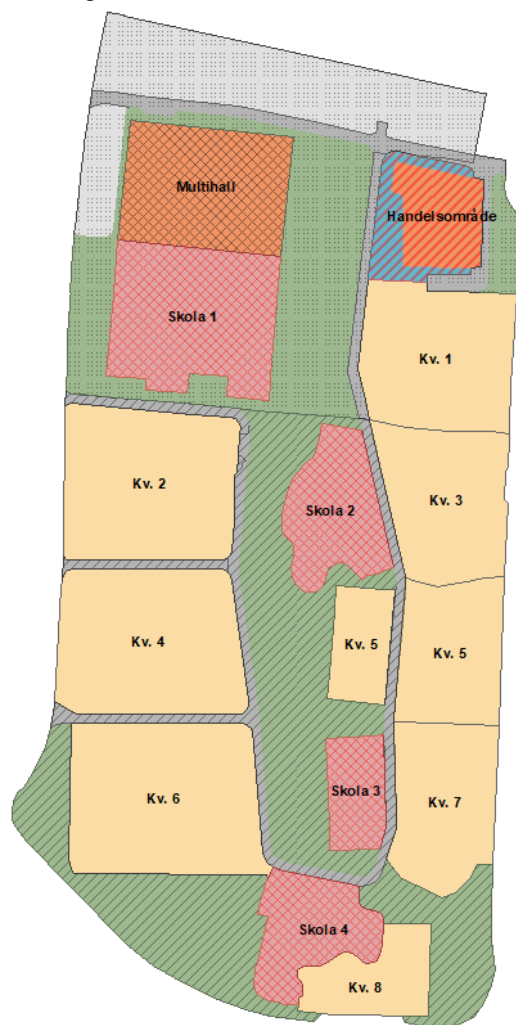 Multihall
Handelsområde
Skola 1
Kv. 1
Kv. 2
Kv. 3
Skola 2
Kv. 4
Kv. 5
Kv. 5
Kv. 6
Skola 3
Kv. 7
Skola 4
Kv. 8